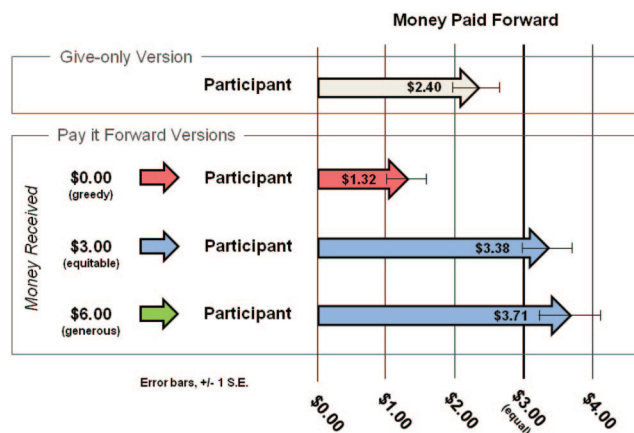 Money Paid Forward
Give-only Version
Participant
$2.40
Pay it Forward Versions
Money Received
$0.00
(greedy)
Participant
$1.32
$3.00
(equitable)
Participant
$3.38
$6.00
(generous)
Participant
$3.71
Error bars, +/- 1 S.E.
$0.00
$1.00
$2.00
$3.00
(equal)
$4.00